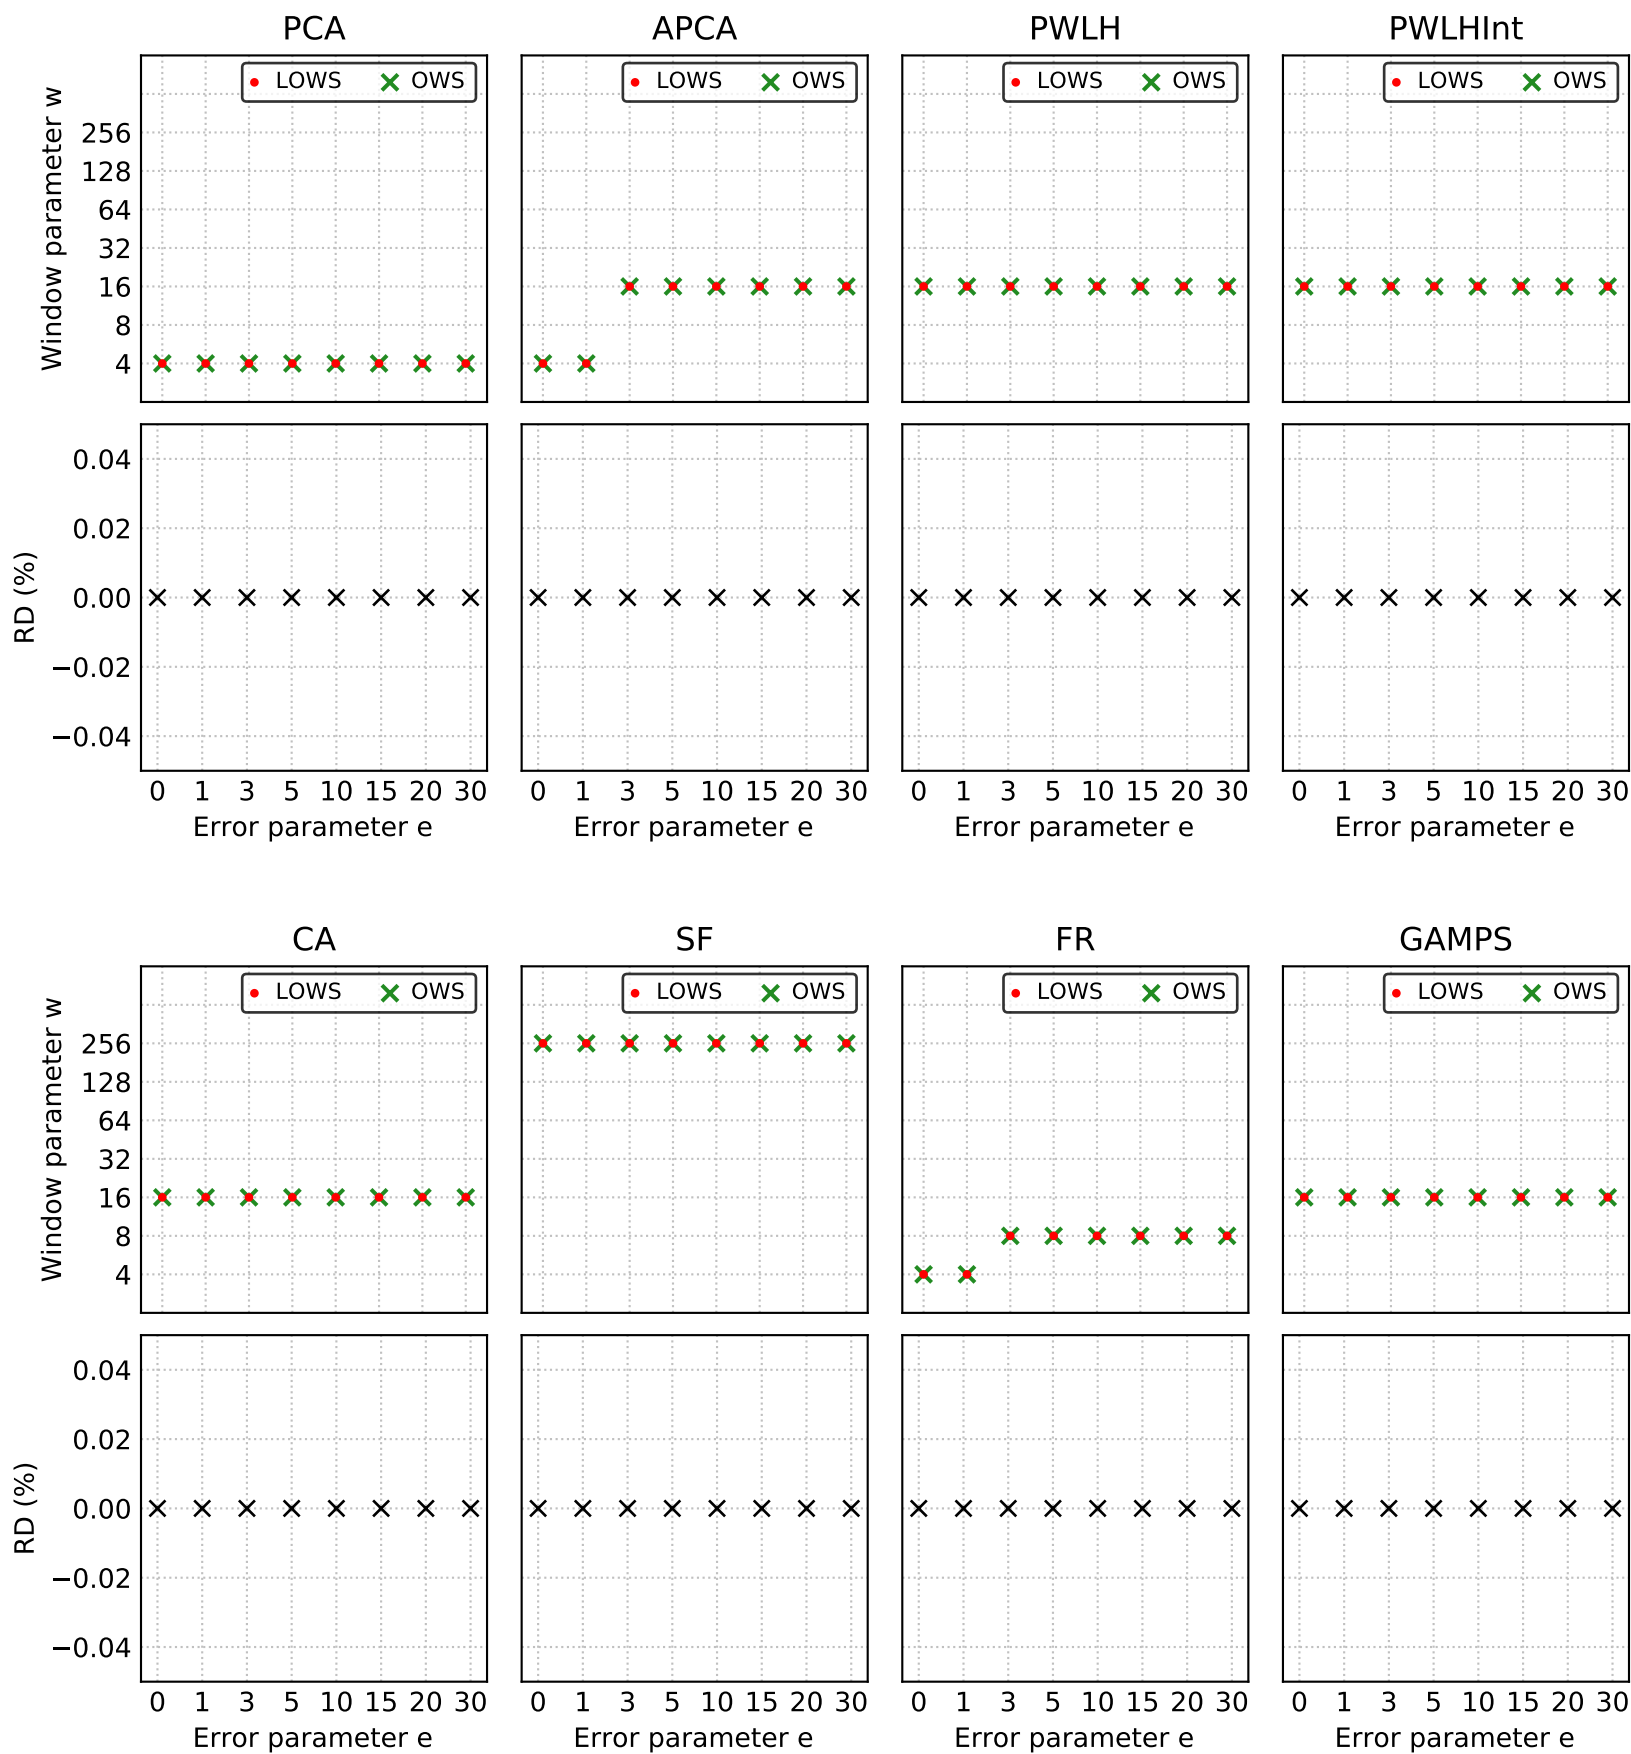 PCA APCA PWLH PWLHInt
LOWS OWS LOWS OWS LOWS OWS LOWS OWS
Window parameter w
256
128
64
32
16
8
4
RD (%)
0.04
0.02
0.00
−0.02
−0.04
0 1 3 5 10 15 20 30 0 1 3 5 10 15 20 30 0 1 3 5 10 15 20 30 0 1 3 5 10 15 20 30
Error parameter e Error parameter e Error parameter e Error parameter e
CA SF FR GAMPS
LOWS OWS LOWS OWS LOWS OWS LOWS OWS
Window parameter w
256
128
64
32
16
8
4
RD (%)
0.04
0.02
0.00
−0.02
−0.04
0 1 3 5 10 15 20 30 0 1 3 5 10 15 20 30 0 1 3 5 10 15 20 30 0 1 3 5 10 15 20 30
Error parameter e Error parameter e Error parameter e Error parameter e